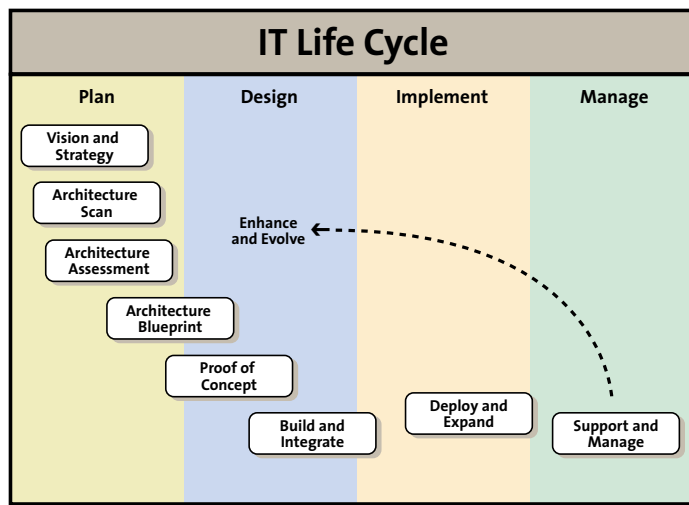 IT Life Cycle
Plan
Design
Implement
Manage
Vision and
Strategy
Architecture
Scan
Architecture
Assessment
Architecture
Blueprint
Proof of
Concept
Build and
Integrate
Enhance
and Evolve
Deploy and
Expand
Support and
Manage